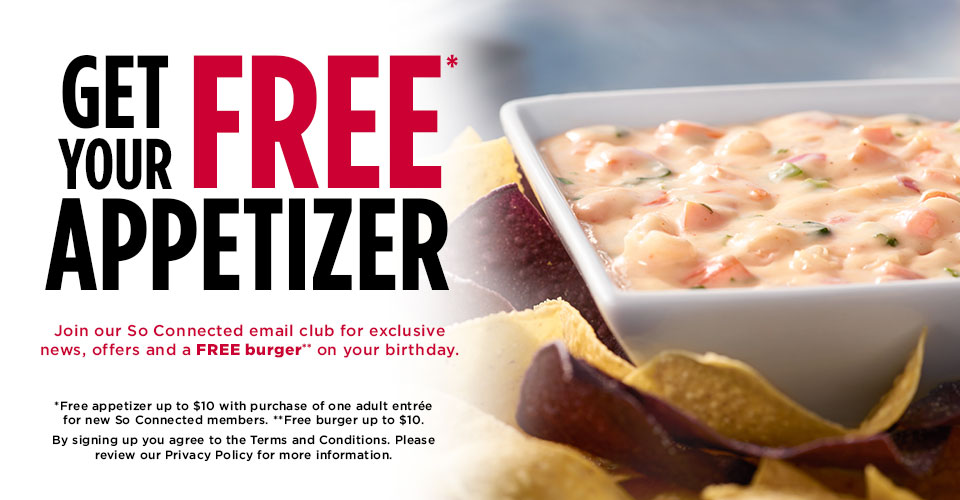 GET YOUR FREE*
APPETIZER
Join our So Connected email club for exclusive
news, offers and a FREE burger** on your birthday.
*Free appetizer up to $10 with purchase of one adult entrée
for new So Connected members. **Free burger up to $10.
By signing up you agree to the Terms and Conditions. Please
review our Privacy Policy for more information.